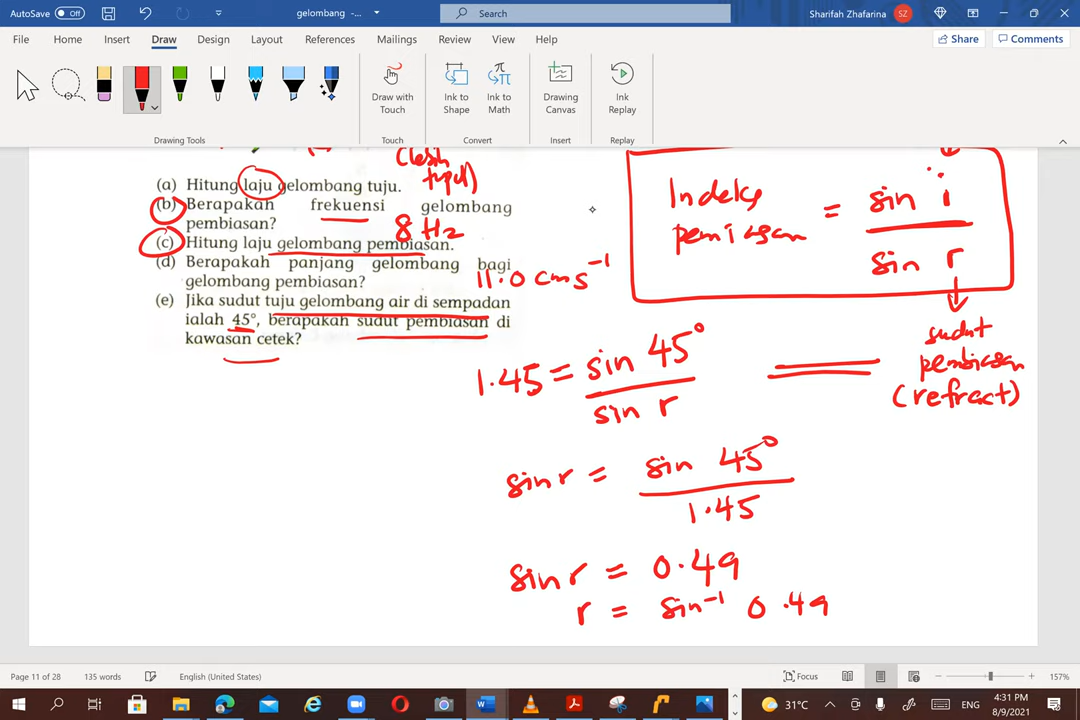 AutoSave Off
gelombang -...
Search
Sharifah Zhafarina SZ
File Home Insert Draw Design Layout References Mailings Review View Help
Share Comments
Draw with Touch
Ink to Shape
Ink to Math
Drawing Canvas
Ink Replay
Drawing Tools Touch Convert Insert Replay
(a) Hitung laju gelombang tuju.
(b) Berapakah frekuensi gelombang
pembiasan?
8 Hz
(c) Hitung laju gelombang pembiasan.
(d) Berapakah panjang gelombang bagi
gelombang pembiasan?
11.0 cms⁻¹
(e) Jika sudut tuju gelombang air di sempadan
ialah 45°, berapakah sudut pembiasan di
kawasan cetek?
Indeks pembiasan = sin i / sin r
sudut
pembiasan
(refract)
1.45 = sin 45° / sin r
sin r = sin 45° / 1.45
sin r = 0.49
r = sin⁻¹ 0.49
Page 11 of 28 135 words English (United States) Focus 157%
31°C ENG 4:31 PM
8/9/2021